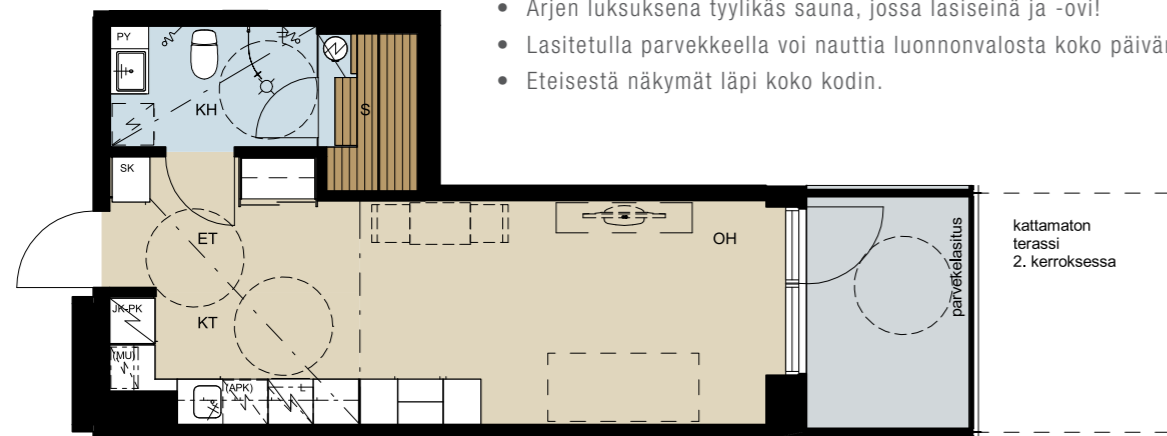 • Arjen luksuksena tyylikäs sauna, jossa lasiseinä ja -ovi!
• Lasitetulla parvekkeella voi nauttia luonnonvalosta koko päivän
• Eteisestä näkymät läpi koko kodin.
PY
KH
S
SK
ET
OH
kattamaton
terassi
2. kerroksessa
parvekelasitus
JK-PK
KT
(MU)
(APK)
L